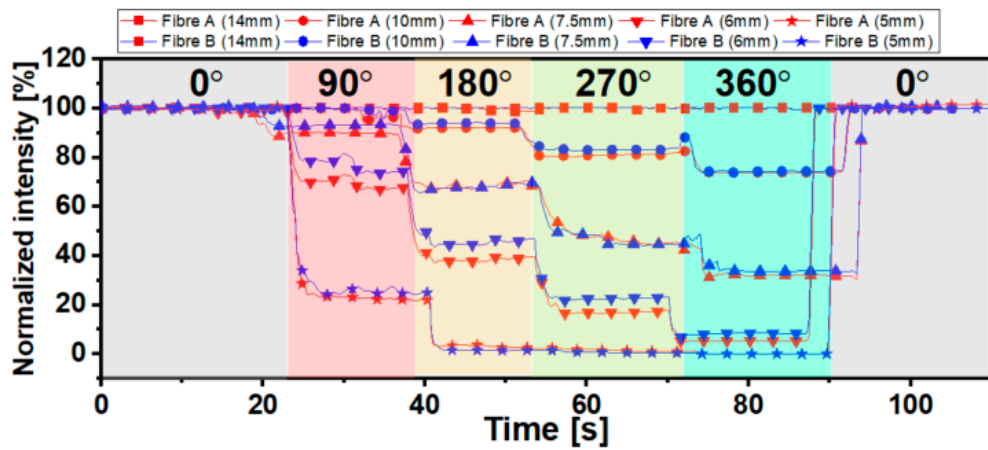 Fibre A (14mm) Fibre A (10mm) Fibre A (7.5mm) Fibre A (6mm) Fibre A (5mm)
Fibre B (14mm) Fibre B (10mm) Fibre B (7.5mm) Fibre B (6mm) Fibre B (5mm)
120
0° 90° 180° 270° 360° 0°
100
80
60
40
20
0
Normalized intensity [%]
0 20 40 60 80 100
Time [s]